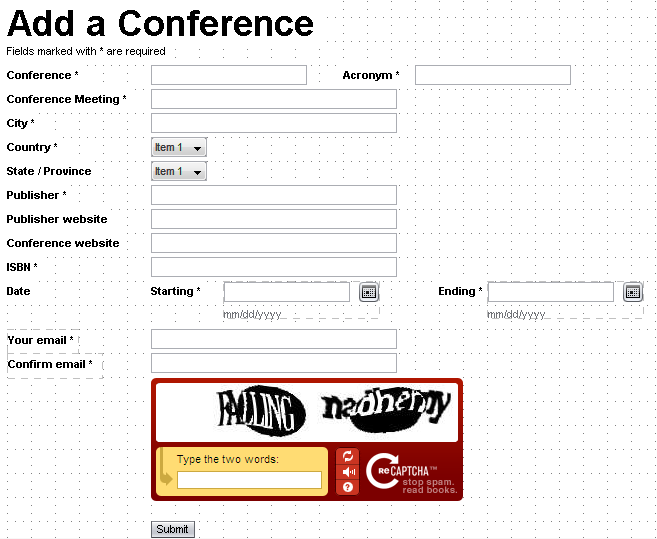 Add a Conference
Fields marked with * are required
Conference * Acronym *
Conference Meeting *
City *
Country * Item 1
State / Province Item 1
Publisher *
Publisher website
Conference website
ISBN *
Date Starting * Ending *
mm/dd/yyyy mm/dd/yyyy
Your email *
Confirm email *
FALLING
Type the two words:
reCAPTCHA™
stop spam.
read books.
Submit